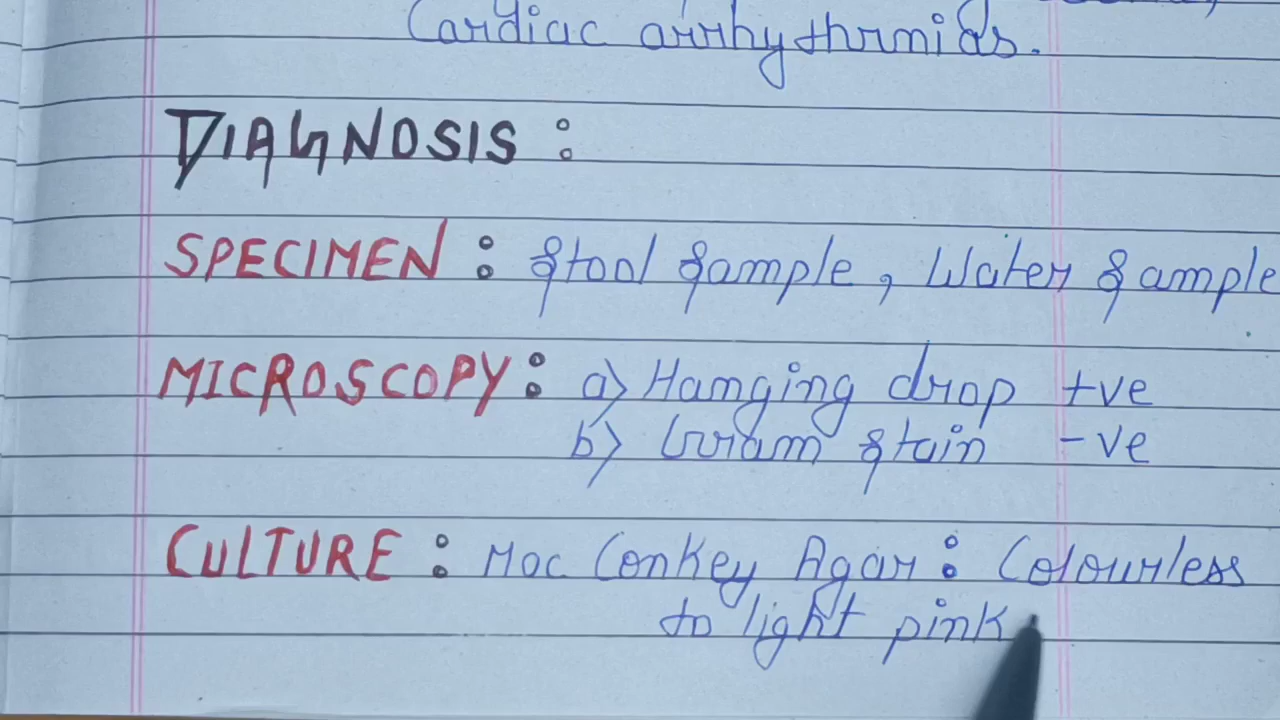 Cardiac arrhythrmias.
DIAGNOSIS :
SPECIMEN : Stool Sample, Water Sample
MICROSCOPY : a) Hanging drop +ve
b) Gram Stain -ve
CULTURE : Mac Conkey Agar : Colourless
to light pink